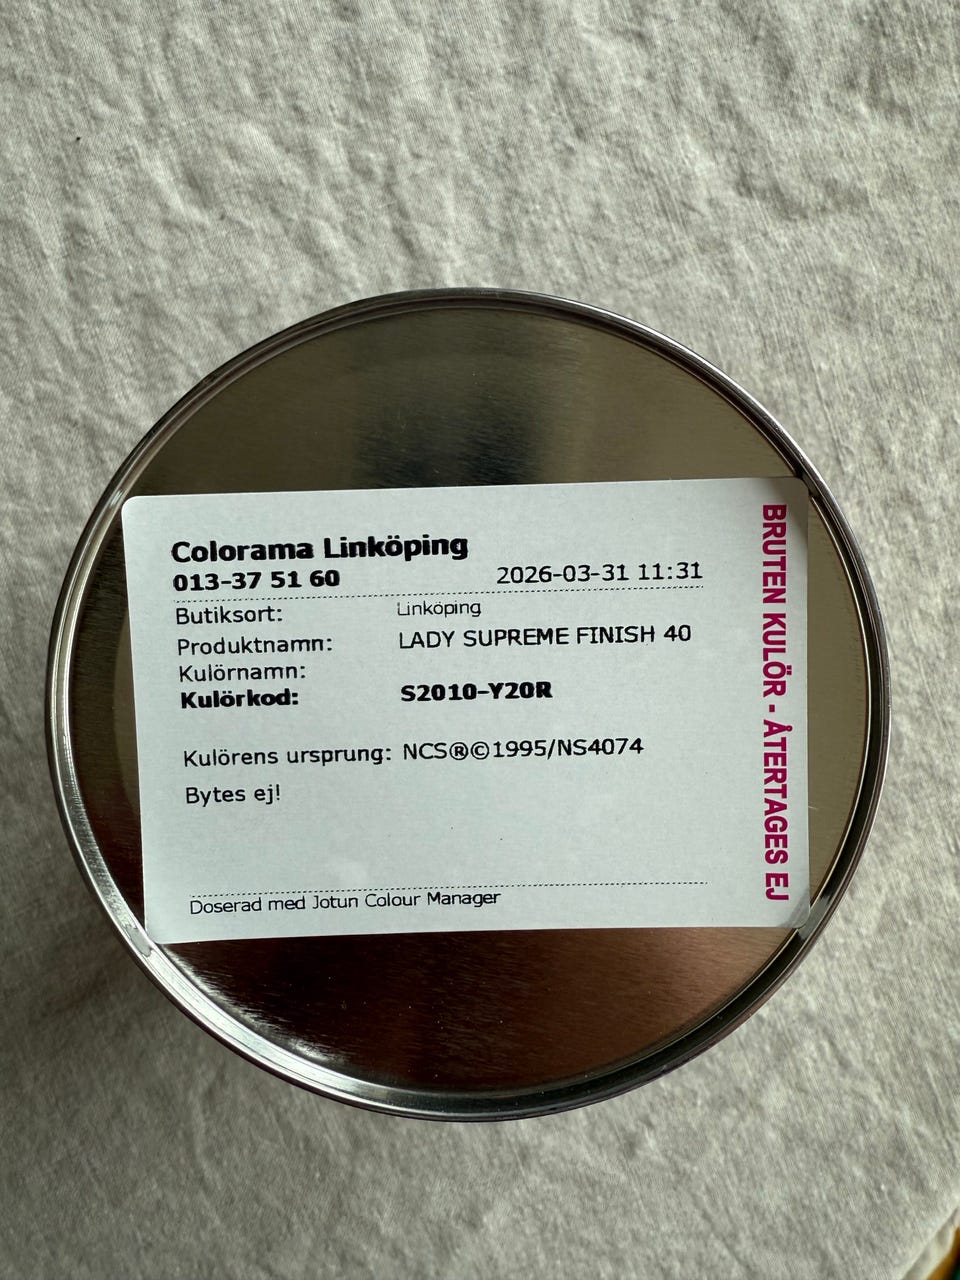 Colorama Linköping
013-37 51 60 2026-03-31 11:31
Butiksort: Linköping
Produktnamn: LADY SUPREME FINISH 40
Kulörnamn:
Kulörkod: S2010-Y20R
Kulörens ursprung: NCS®©1995/NS4074
Bytes ej!
Doserad med Jotun Colour Manager
BRUTEN KULÖR - ÅTERTAGES EJ